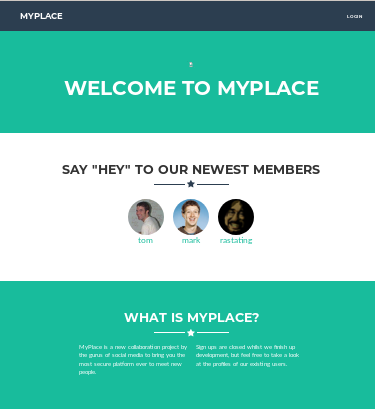 MYPLACE
LOGIN
WELCOME TO MYPLACE
SAY "HEY" TO OUR NEWEST MEMBERS
tom
mark
rastating
WHAT IS MYPLACE?
MyPlace is a new collaboration project by
the gurus of social media to bring you the
most secure platform ever to meet new
people.
Sign ups are closed whilst we finish up
development, but feel free to take a look
at the profiles of our existing users.